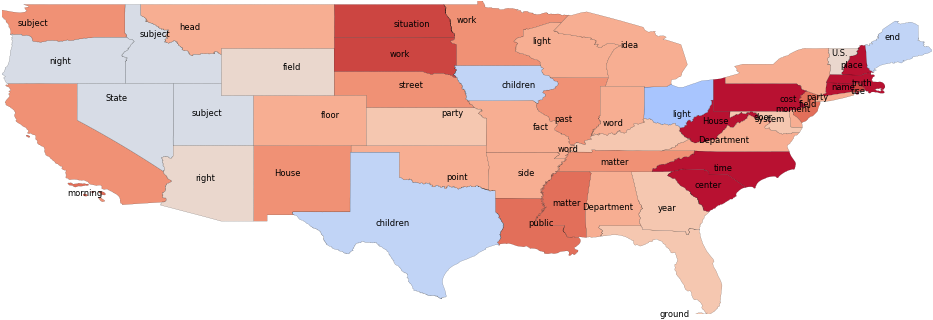 subject
subject
head
situation
work
light
idea
end
night
field
work
U.S.
place
State
street
children
truth
name
use
subject
floor
party
fact
past
word
light
cost
party
field
moment
House
door
system
right
House
point
side
word
matter
Department
time
center
morning
children
public
matter
Department
year
ground